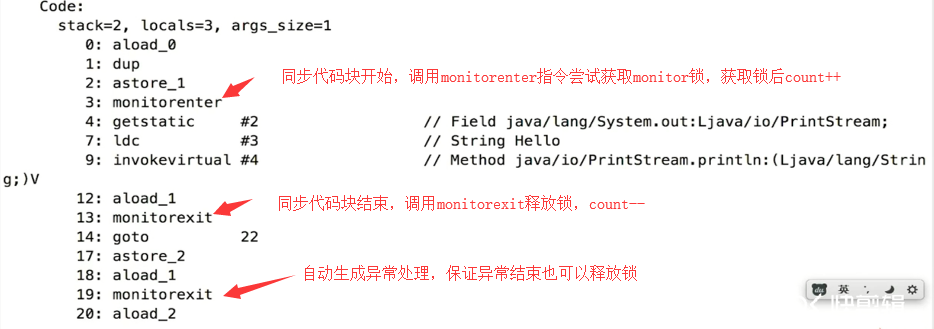 Code:
stack=2, locals=3, args_size=1
0: aload_0
1: dup
2: astore_1
同步代码块开始，调用monitorenter指令尝试获取monitor锁，获取锁后count++
3: monitorenter
4: getstatic #2 // Field java/lang/System.out:Ljava/io/PrintStream;
7: ldc #3 // String Hello
9: invokevirtual #4 // Method java/io/PrintStream.println:(Ljava/lang/Strin
g;)V
12: aload_1
同步代码块结束，调用monitorexit释放锁，count--
13: monitorexit
14: goto 22
17: astore_2
18: aload_1
自动生成异常处理，保证异常结束也可以释放锁
19: monitorexit
英
20: aload_2